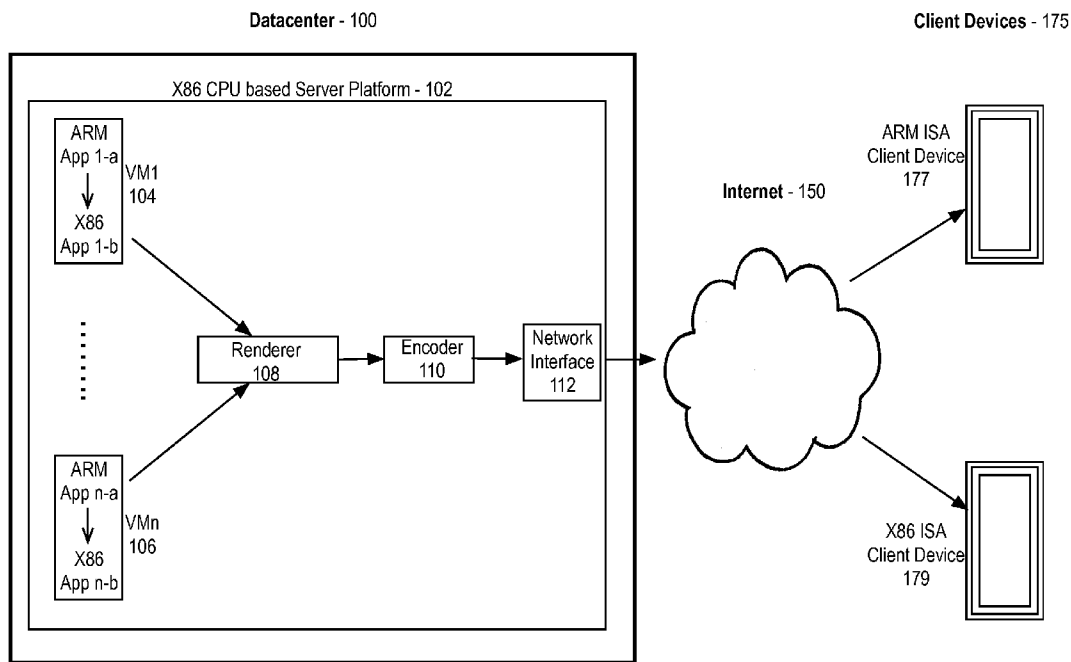 Datacenter - 100
Client Devices - 175
X86 CPU based Server Platform - 102
ARM
App 1-a
X86
App 1-b
VM1
104
Renderer
108
Encoder
110
Network
Interface
112
ARM
App n-a
X86
App n-b
VMn
106
Internet - 150
ARM ISA
Client Device
177
X86 ISA
Client Device
179